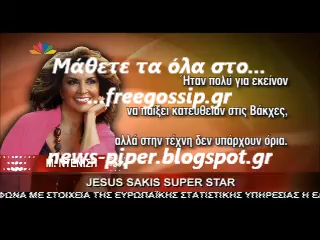 Μάθετε τα όλα στο...
Ήταν πολύ για εκείνον
...freegossip.gr
να παίξει κατευθείαν στις Βάκχες,
αλλά στην τέχνη δεν υπάρχουν όρια.
news-piper.blogspot.gr
Μ. ΝΤΕΝΙΣΗ
JESUS SAKIS SUPER STAR
ΦΩΝΑ ΜΕ ΣΤΟΙΧΕΙΑ ΤΗΣ ΕΥΡΩΠΑΪΚΗΣ ΣΤΑΤΙΣΤΙΚΗΣ ΥΠΗΡΕΣΙΑΣ Η ΕΛ